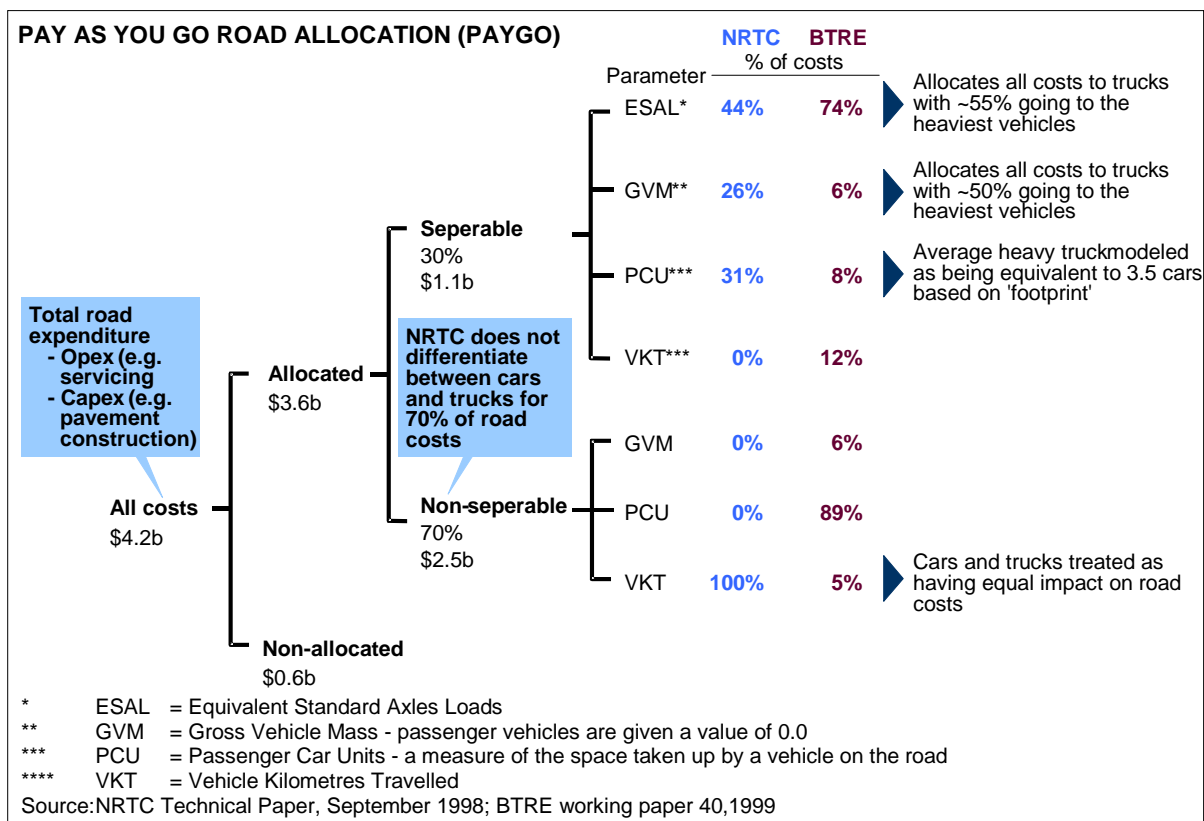 PAY AS YOU GO ROAD ALLOCATION (PAYGO)
NRTC BTRE
% of costs
Parameter
ESAL* 44% 74%
Allocates all costs to trucks
with ~55% going to the
heaviest vehicles
GVM** 26% 6%
Allocates all costs to trucks
with ~50% going to the
heaviest vehicles
Seperable
30%
$1.1b
PCU*** 31% 8%
Average heavy truckmodeled
as being equivalent to 3.5 cars
based on 'footprint'
VKT*** 0% 12%
Total road
expenditure
- Opex (e.g.
servicing
- Capex (e.g.
pavement
construction)
Allocated
$3.6b
NRTC does not
differentiate
between cars
and trucks for
70% of road
costs
GVM 0% 6%
All costs
$4.2b
Non-seperable
70%
$2.5b
PCU 0% 89%
VKT 100% 5%
Cars and trucks treated as
having equal impact on road
costs
Non-allocated
$0.6b
* ESAL = Equivalent Standard Axles Loads
** GVM = Gross Vehicle Mass - passenger vehicles are given a value of 0.0
*** PCU = Passenger Car Units - a measure of the space taken up by a vehicle on the road
**** VKT = Vehicle Kilometres Travelled
Source:NRTC Technical Paper, September 1998; BTRE working paper 40,1999